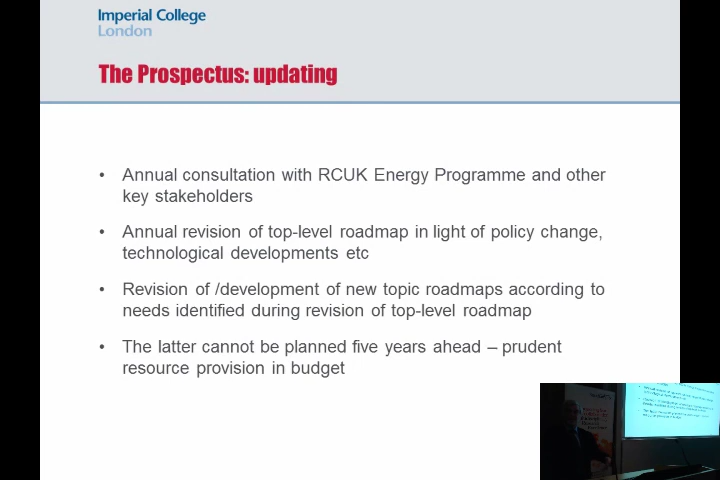 Imperial College
London
The Prospectus: updating
• Annual consultation with RCUK Energy Programme and other
key stakeholders
• Annual revision of top-level roadmap in light of policy change,
technological developments etc
• Revision of /development of new topic roadmaps according to
needs identified during revision of top-level roadmap
• The latter cannot be planned five years ahead – prudent
resource provision in budget